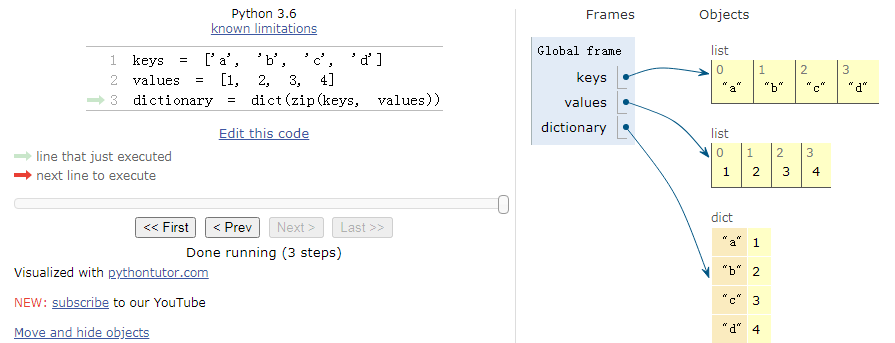 Python 3.6
known limitations
1 keys = ['a', 'b', 'c', 'd']
2 values = [1, 2, 3, 4]
3 dictionary = dict(zip(keys, values))
Edit this code
line that just executed
next line to execute
<< First < Prev Next > Last >>
Done running (3 steps)
Visualized with pythontutor.com
NEW: subscribe to our YouTube
Move and hide objects
Frames Objects
Global frame
keys
values
dictionary
list
0 1 2 3
"a" "b" "c" "d"
list
0 1 2 3
1 2 3 4
dict
"a" 1
"b" 2
"c" 3
"d" 4